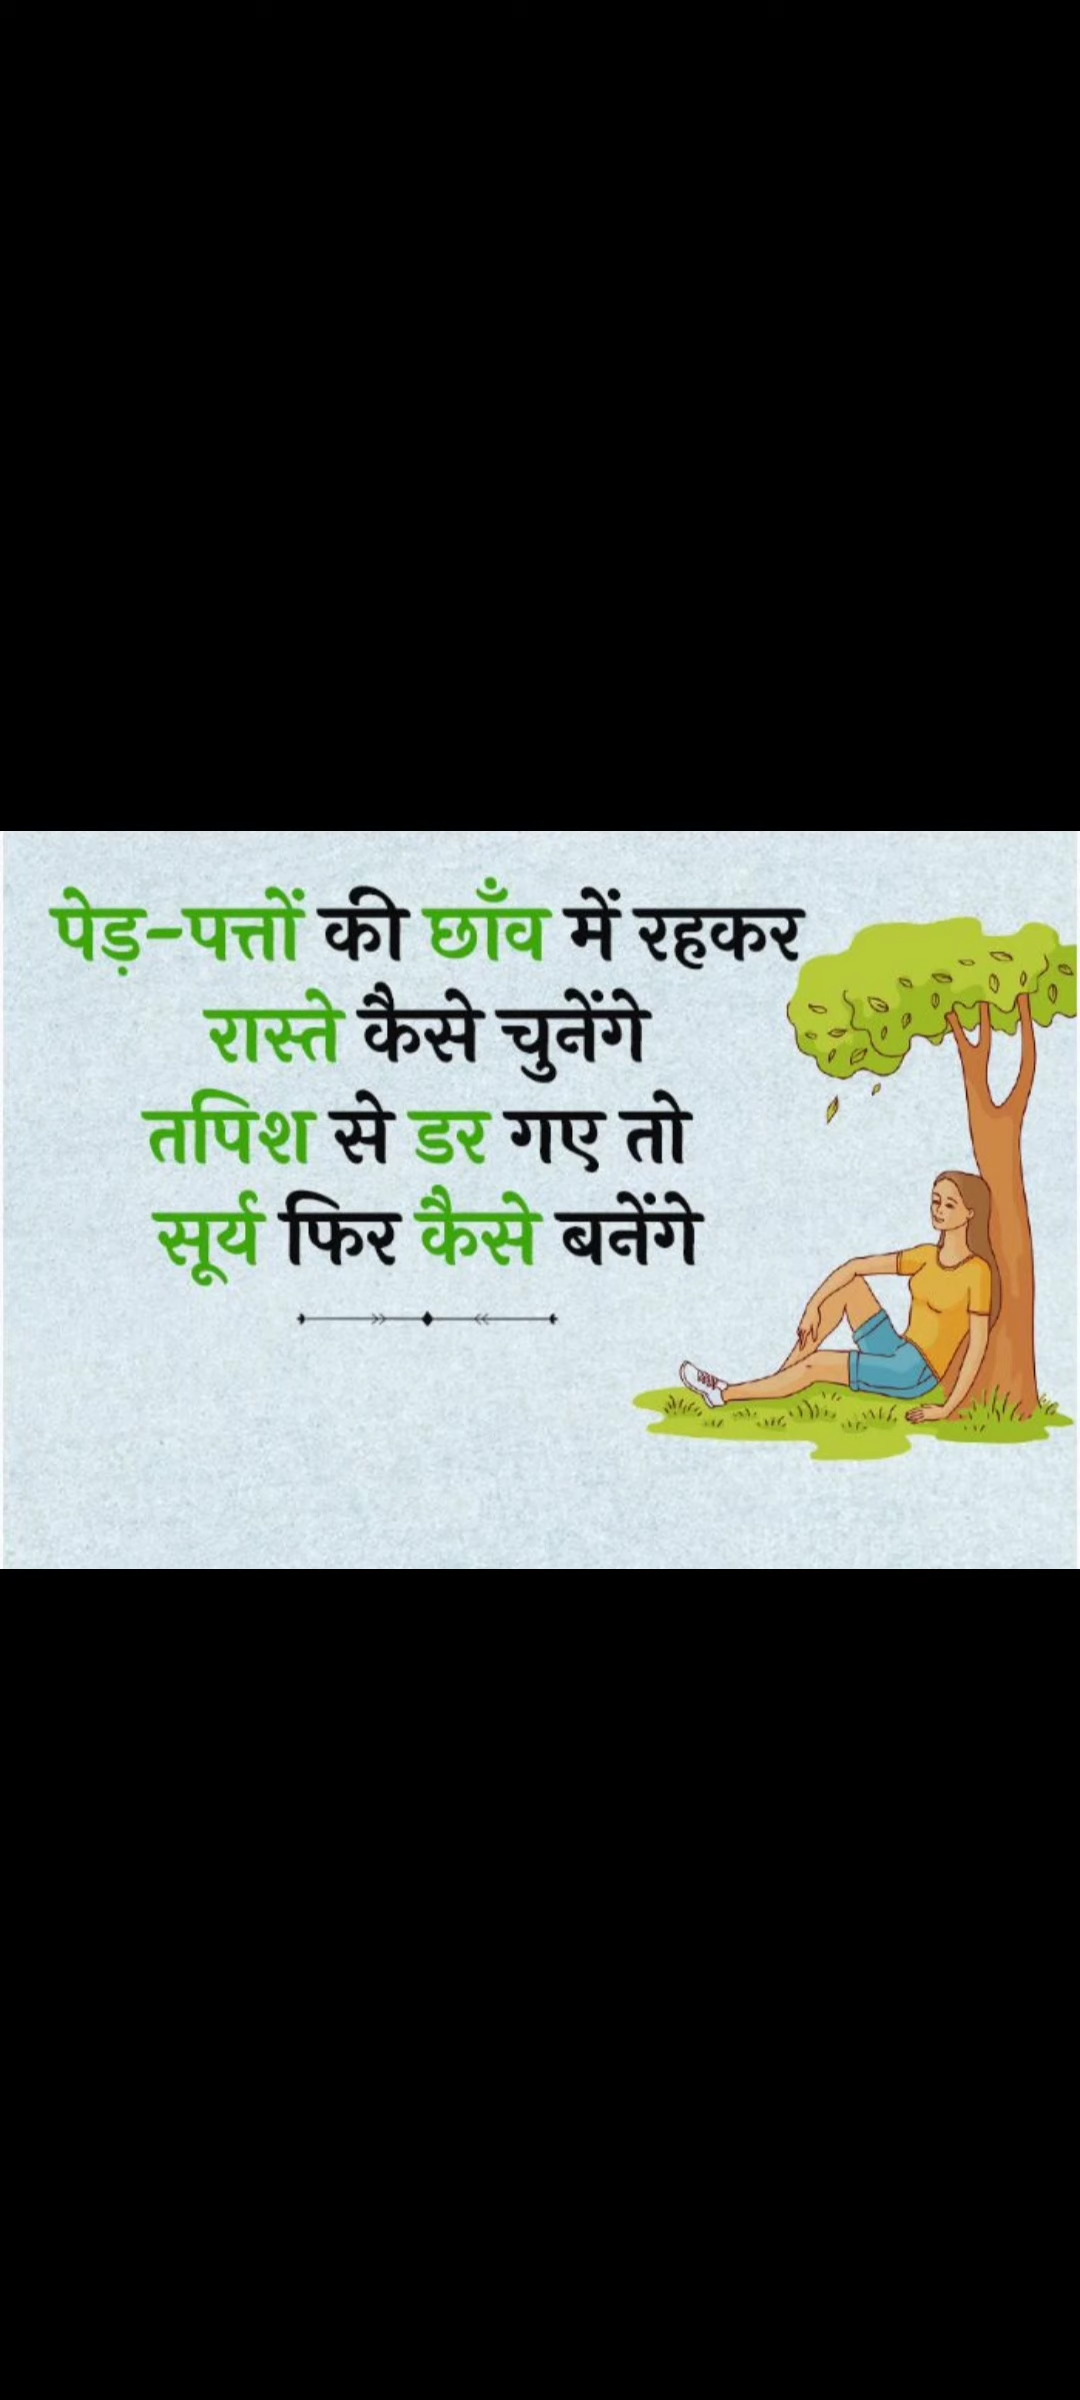 पेड़-पत्तों की छाँव में रहकर
रास्ते कैसे चुनेंगे
तपिश से डर गए तो
सूर्य फिर कैसे बनेंगे